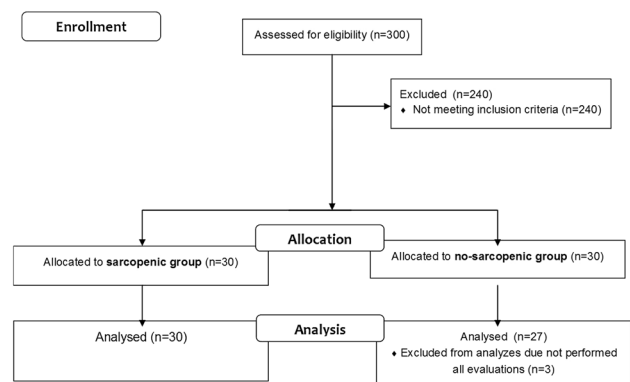 Enrollment
Assessed for eligibility (n=300)
Excluded (n=240)
♦ Not meeting inclusion criteria (n=240)
Allocation
Allocated to sarcopenic group (n=30)
Allocated to no-sarcopenic group (n=30)
Analysis
Analysed (n=30)
Analysed (n=27)
♦ Excluded from analyzes due not performed
all evaluations (n=3)